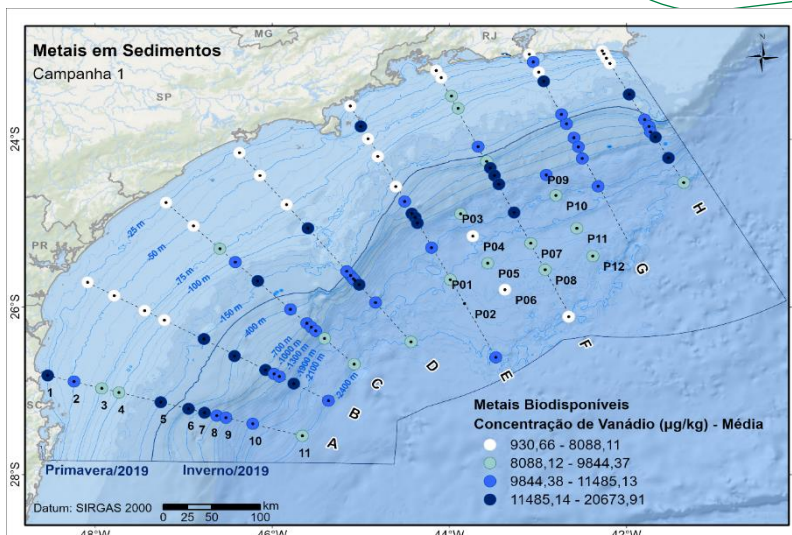 Metais em Sedimentos
Campanha 1
MG
RJ
SP
PR
SC
24°S
26°S
28°S
-25 m
-50 m
-75 m
-100 m
-150 m
-400 m
-700 m
-1000 m
-1300 m
-1900 m
-2100 m
-2400 m
P09
P10
P03
P04
P11
P07
P12
P05
P08
P01
P06
P02
H
G
F
E
D
C
B
A
1
2
3
4
5
6
7
8
9
10
11
Primavera/2019
Inverno/2019
Metais Biodisponíveis
Concentração de Vanádio (µg/kg) - Média
930,66 - 8088,11
8088,12 - 9844,37
9844,38 - 11485,13
11485,14 - 20673,91
Datum: SIRGAS 2000
0
25
50
100
km
48°W
46°W
44°W
42°W